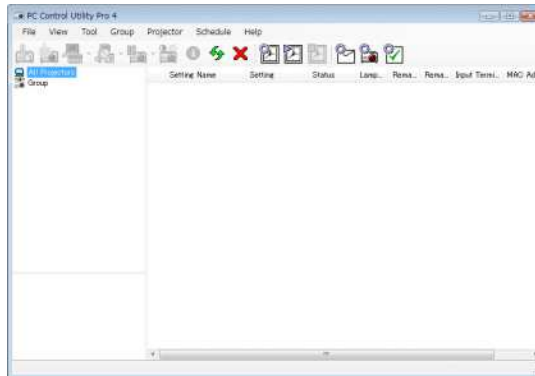 PC Control Utility Pro 4
File View Tool Group Projector Schedule Help
Setting Name Setting Status Lamp... Rema... Rema... Input Termi... MAC Ad
All Projectors
Group